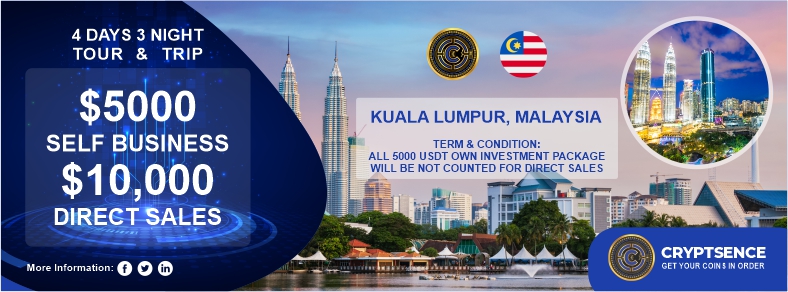 4 DAYS 3 NIGHT
TOUR & TRIP
$5000
SELF BUSINESS
$10,000
DIRECT SALES
More Information:
KUALA LUMPUR, MALAYSIA
TERM & CONDITION:
ALL 5000 USDT OWN INVESTMENT PACKAGE
WILL BE NOT COUNTED FOR DIRECT SALES
CRYPTSENCE
GET YOUR COINS IN ORDER